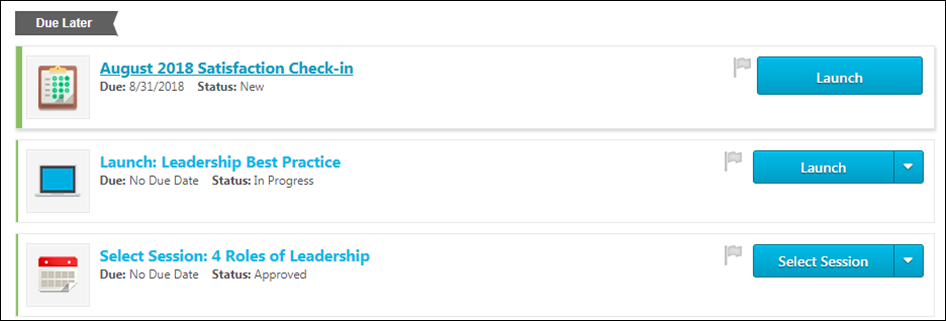 Due Later
August 2018 Satisfaction Check-in
Due: 8/31/2018 Status: New
Launch
Launch: Leadership Best Practice
Due: No Due Date Status: In Progress
Launch
Select Session: 4 Roles of Leadership
Due: No Due Date Status: Approved
Select Session